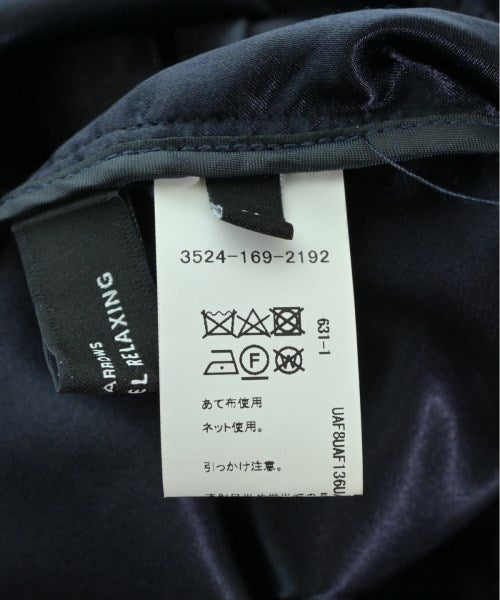 3524-169-2192
631-1
F
W
あて布使用
ネット使用。
引っかけ注意。
UAF8UAF136U
ARROWS
EL RELAXING